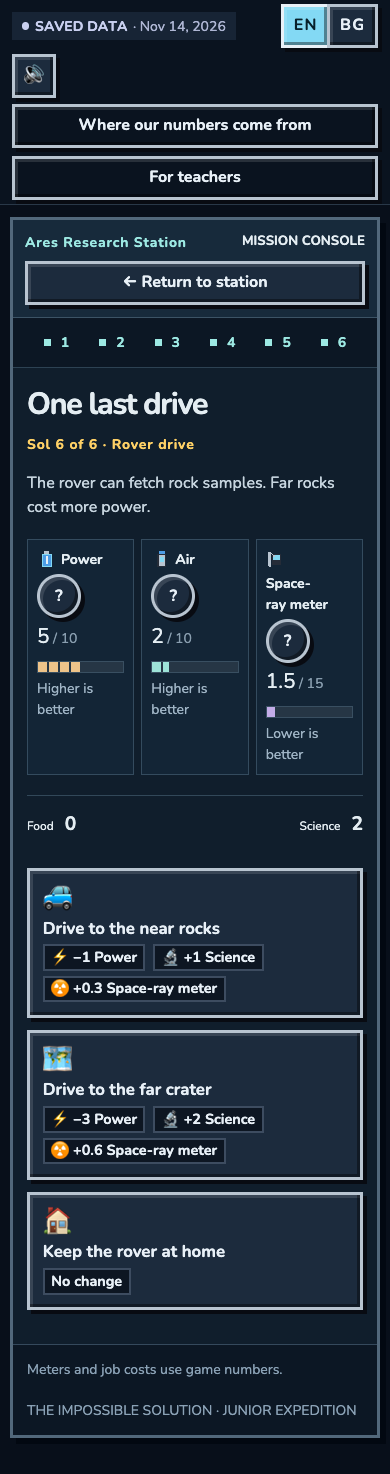 SAVED DATA · Nov 14, 2026
EN BG
Where our numbers come from
For teachers
Ares Research Station
MISSION CONSOLE
← Return to station
1 2 3 4 5 6
One last drive
Sol 6 of 6 · Rover drive
The rover can fetch rock samples. Far rocks
cost more power.
Power
?
5 / 10
Higher is
better
Air
?
2 / 10
Higher is
better
Space-
ray meter
?
1.5 / 15
Lower is
better
Food 0
Science 2
Drive to the near rocks
−1 Power
+1 Science
+0.3 Space-ray meter
Drive to the far crater
−3 Power
+2 Science
+0.6 Space-ray meter
Keep the rover at home
No change
Meters and job costs use game numbers.
THE IMPOSSIBLE SOLUTION · JUNIOR EXPEDITION